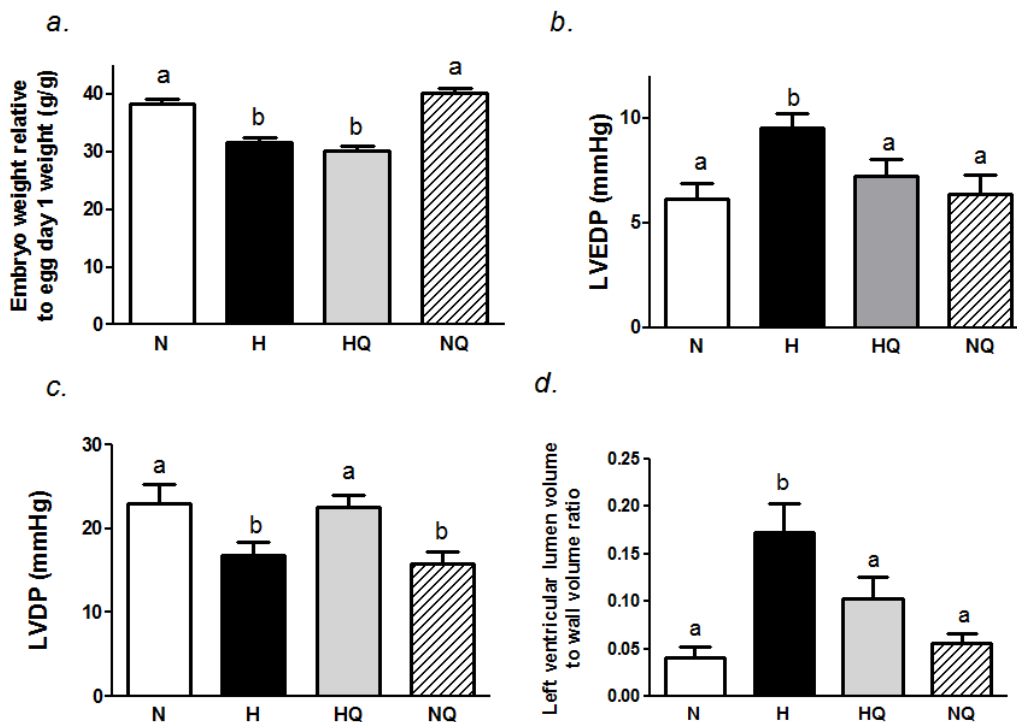 a.
Embryo weight relative
to egg day 1 weight (g/g)
40
30
20
10
0
a
b
b
a
N H HQ NQ
b.
LVEDP (mmHg)
10
5
0
a
b
a
a
N H HQ NQ
c.
LVDP (mmHg)
30
20
10
0
a
b
a
b
N H HQ NQ
d.
Left ventricular lumen volume
to wall volume ratio
0.25
0.20
0.15
0.10
0.05
0.00
a
b
a
a
N H HQ NQ